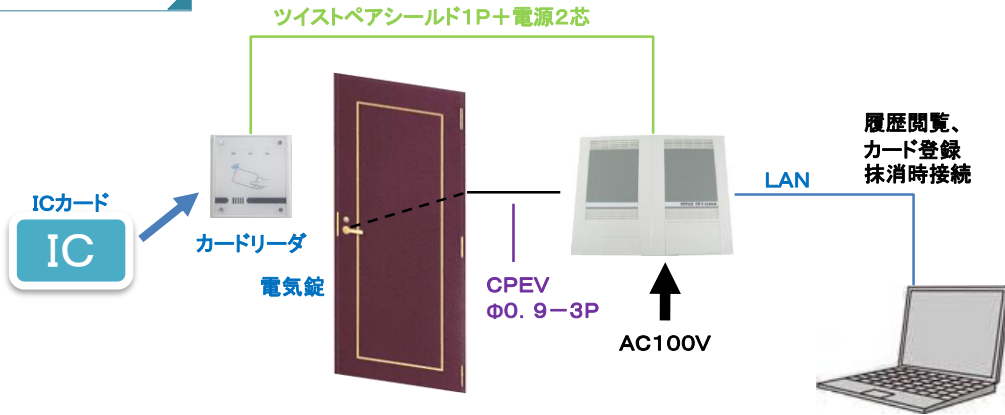 ツイストペアシールド1P+電源2芯
履歴閲覧、
カード登録
抹消時接続
LAN
ICカード
IC
カードリーダ
電気錠
CPEV
Φ0.9-3P
AC100V